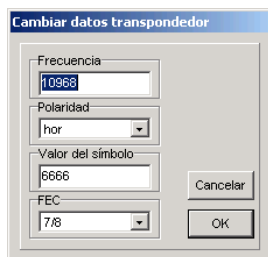 Cambiar datos transpondedor
Frecuencia
10968
Polaridad
hor
Valor del símbolo
6666
FEC
7/8
Cancelar
OK